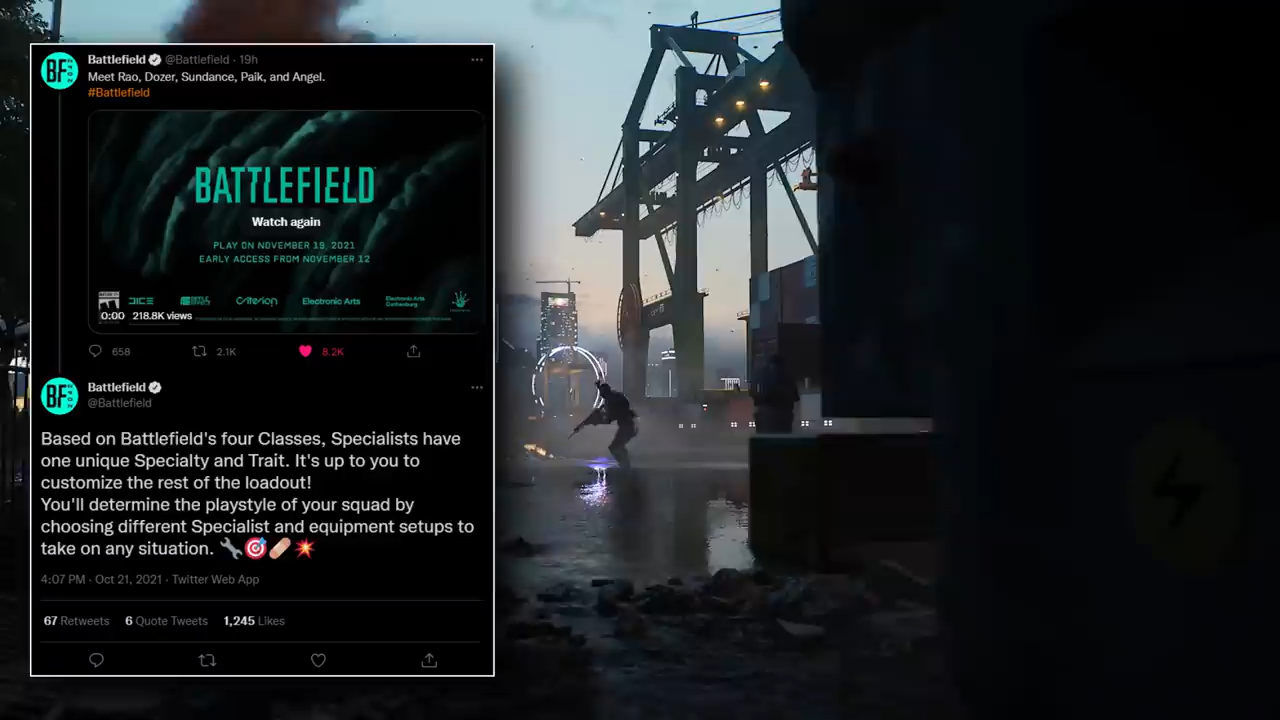 Battlefield @Battlefield · 19h
Meet Rao, Dozer, Sundance, Paik, and Angel.
#Battlefield
BATTLEFIELD
Watch again
PLAY ON NOVEMBER 19, 2021
EARLY ACCESS FROM NOVEMBER 12
DICE Criterion Electronic Arts Electronic Arts Gothenburg
0:00 218.8K views
658 2.1K 8.2K
Battlefield
@Battlefield
Based on Battlefield's four Classes, Specialists have
one unique Specialty and Trait. It's up to you to
customize the rest of the loadout!
You'll determine the playstyle of your squad by
choosing different Specialist and equipment setups to
take on any situation. 🔧🎯🩹💥
4:07 PM · Oct 21, 2021 · Twitter Web App
67 Retweets 6 Quote Tweets 1,245 Likes